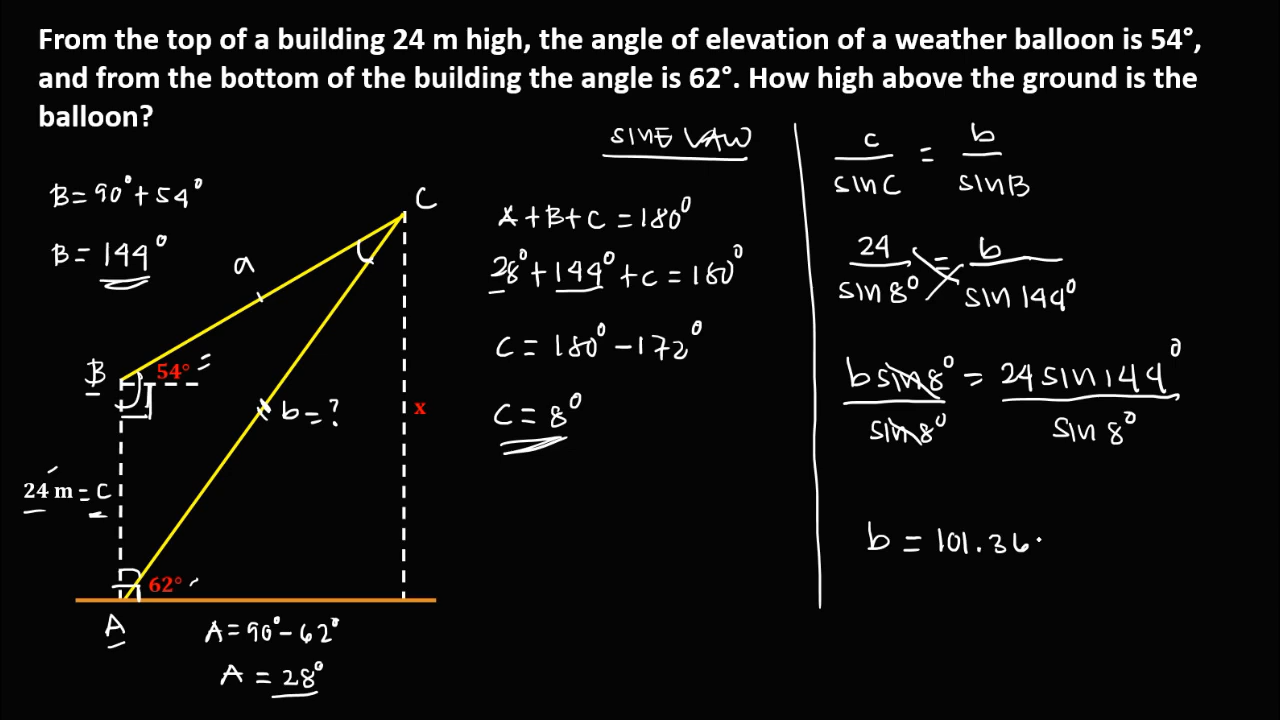 From the top of a building 24 m high, the angle of elevation of a weather balloon is 54°,
and from the bottom of the building the angle is 62°. How high above the ground is the
balloon?
B = 90° + 54°
B = 144°
C
a
B
54°
b = ?
x
24 m = c
62°
A
A = 90° - 62°
A = 28°
SINE LAW
A + B + C = 180°
28° + 144° + C = 180°
C = 180° - 172°
C = 8°
c/sin C = b/sin B
24/sin 8° = b/sin 144°
b sin 8°/sin 8° = 24 sin 144°/sin 8°
b = 101.36